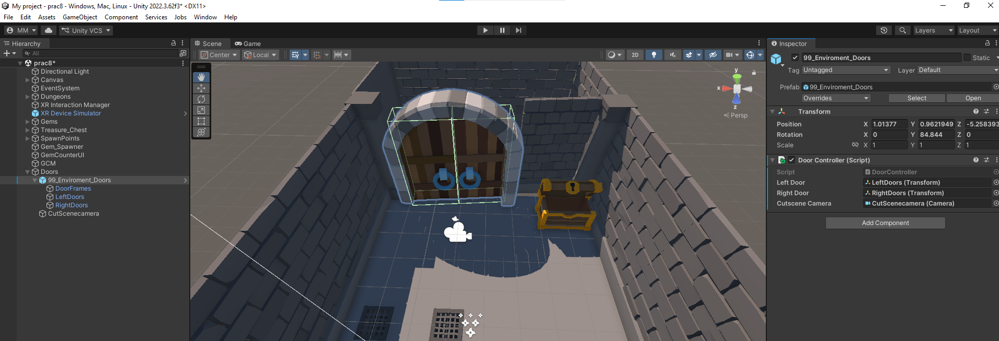 My project - prac8 - Windows, Mac, Linux - Unity 2022.3.62f3* <DX11>
File Edit Assets GameObject Component Services Jobs Window Help
MM Unity VCS Layers Layout
Hierarchy
All
prac8*
Directional Light
Canvas
EventSystem
Dungeons
XR Interaction Manager
XR Device Simulator
Gems
Treasure_Chest
SpawnPoints
Gem_Spawner
GemCounterUI
GCM
Doors
99_Enviroment_Doors
DoorFrames
LeftDoors
RightDoors
CutScenecamera
Scene Game
Center Local 2D
y
x
z
Persp
Inspector
99_Enviroment_Doors Static
Tag Untagged Layer Default
Prefab 99_Enviroment_Doors
Overrides Select Open
Transform
Position X 1.01377 Y 0.9621949 Z -5.258393
Rotation X 0 Y 84.844 Z 0
Scale X 1 Y 1 Z 1
Door Controller (Script)
Script DoorController
Left Door LeftDoors (Transform)
Right Door RightDoors (Transform)
Cutscene Camera CutScenecamera (Camera)
Add Component